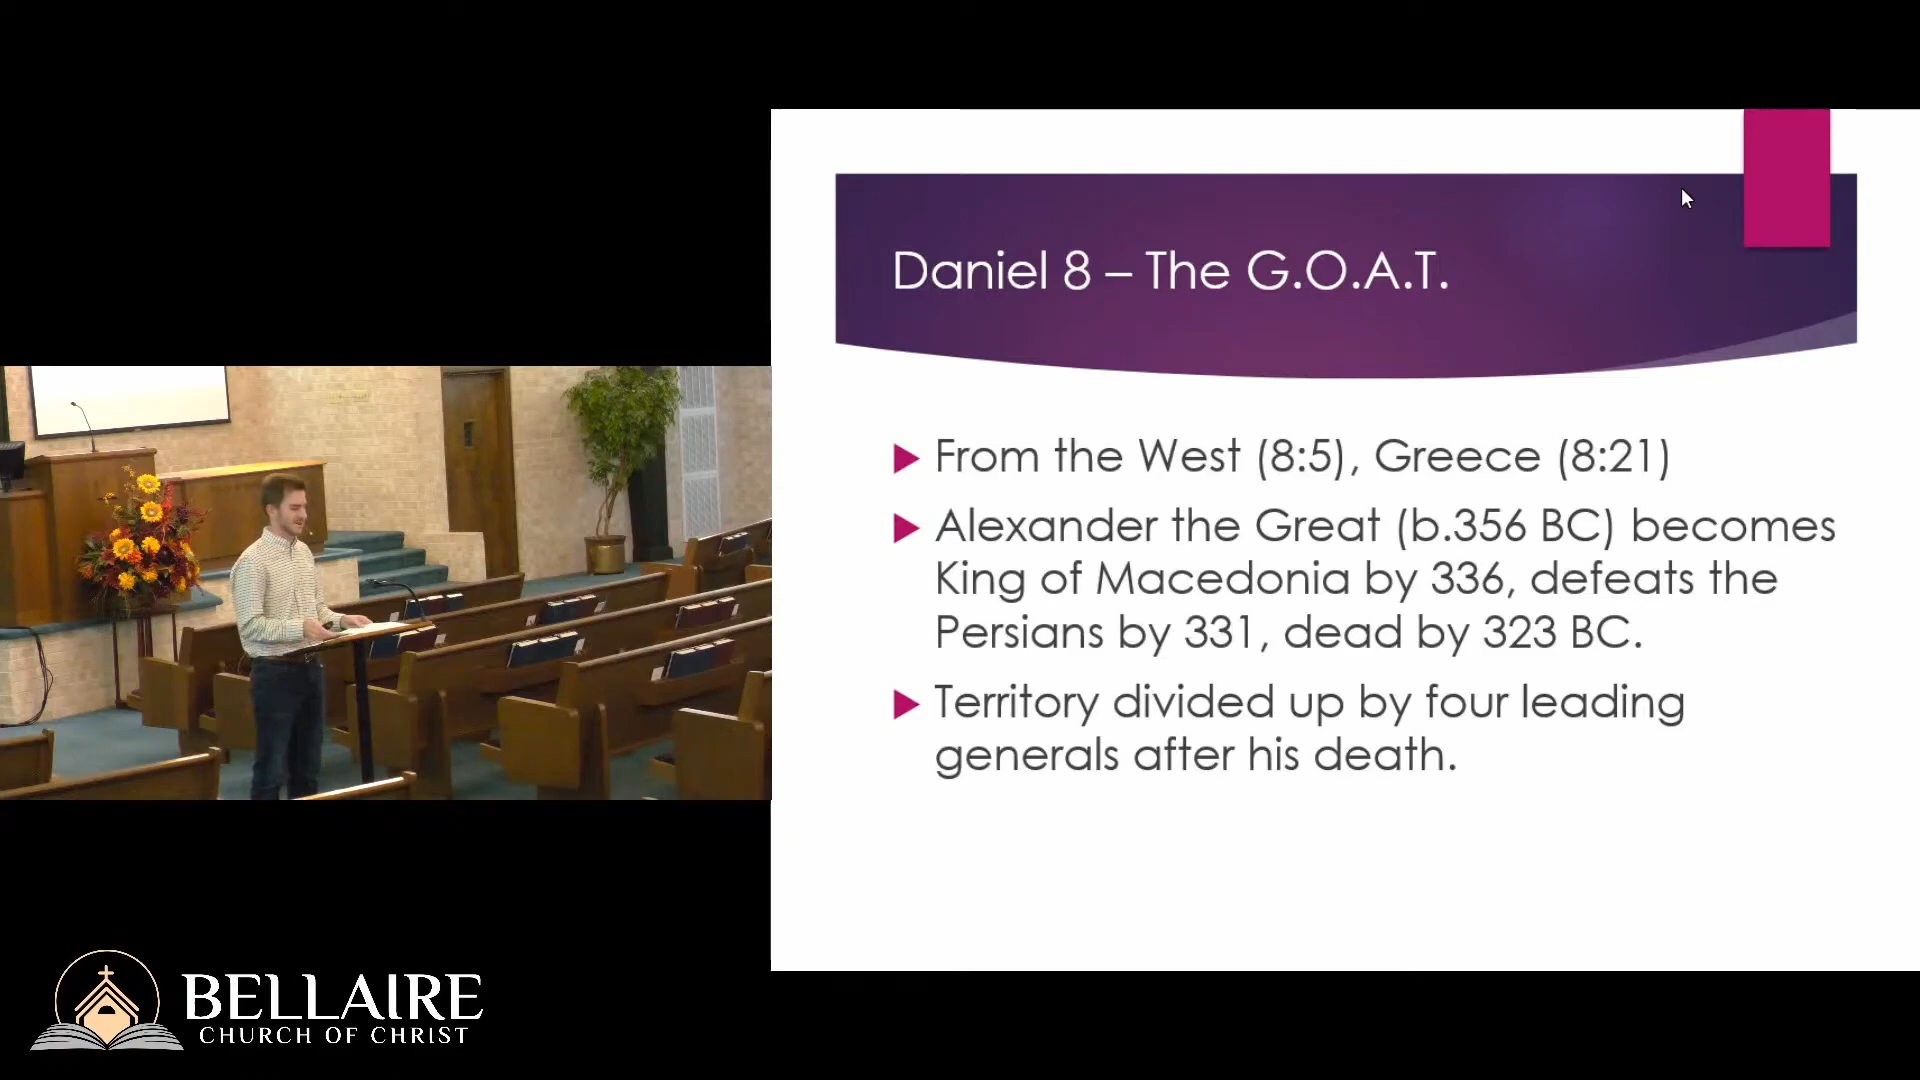 Daniel 8 – The G.O.A.T.
From the West (8:5), Greece (8:21)
Alexander the Great (b.356 BC) becomes
King of Macedonia by 336, defeats the
Persians by 331, dead by 323 BC.
Territory divided up by four leading
generals after his death.
BELLAIRE
CHURCH OF CHRIST